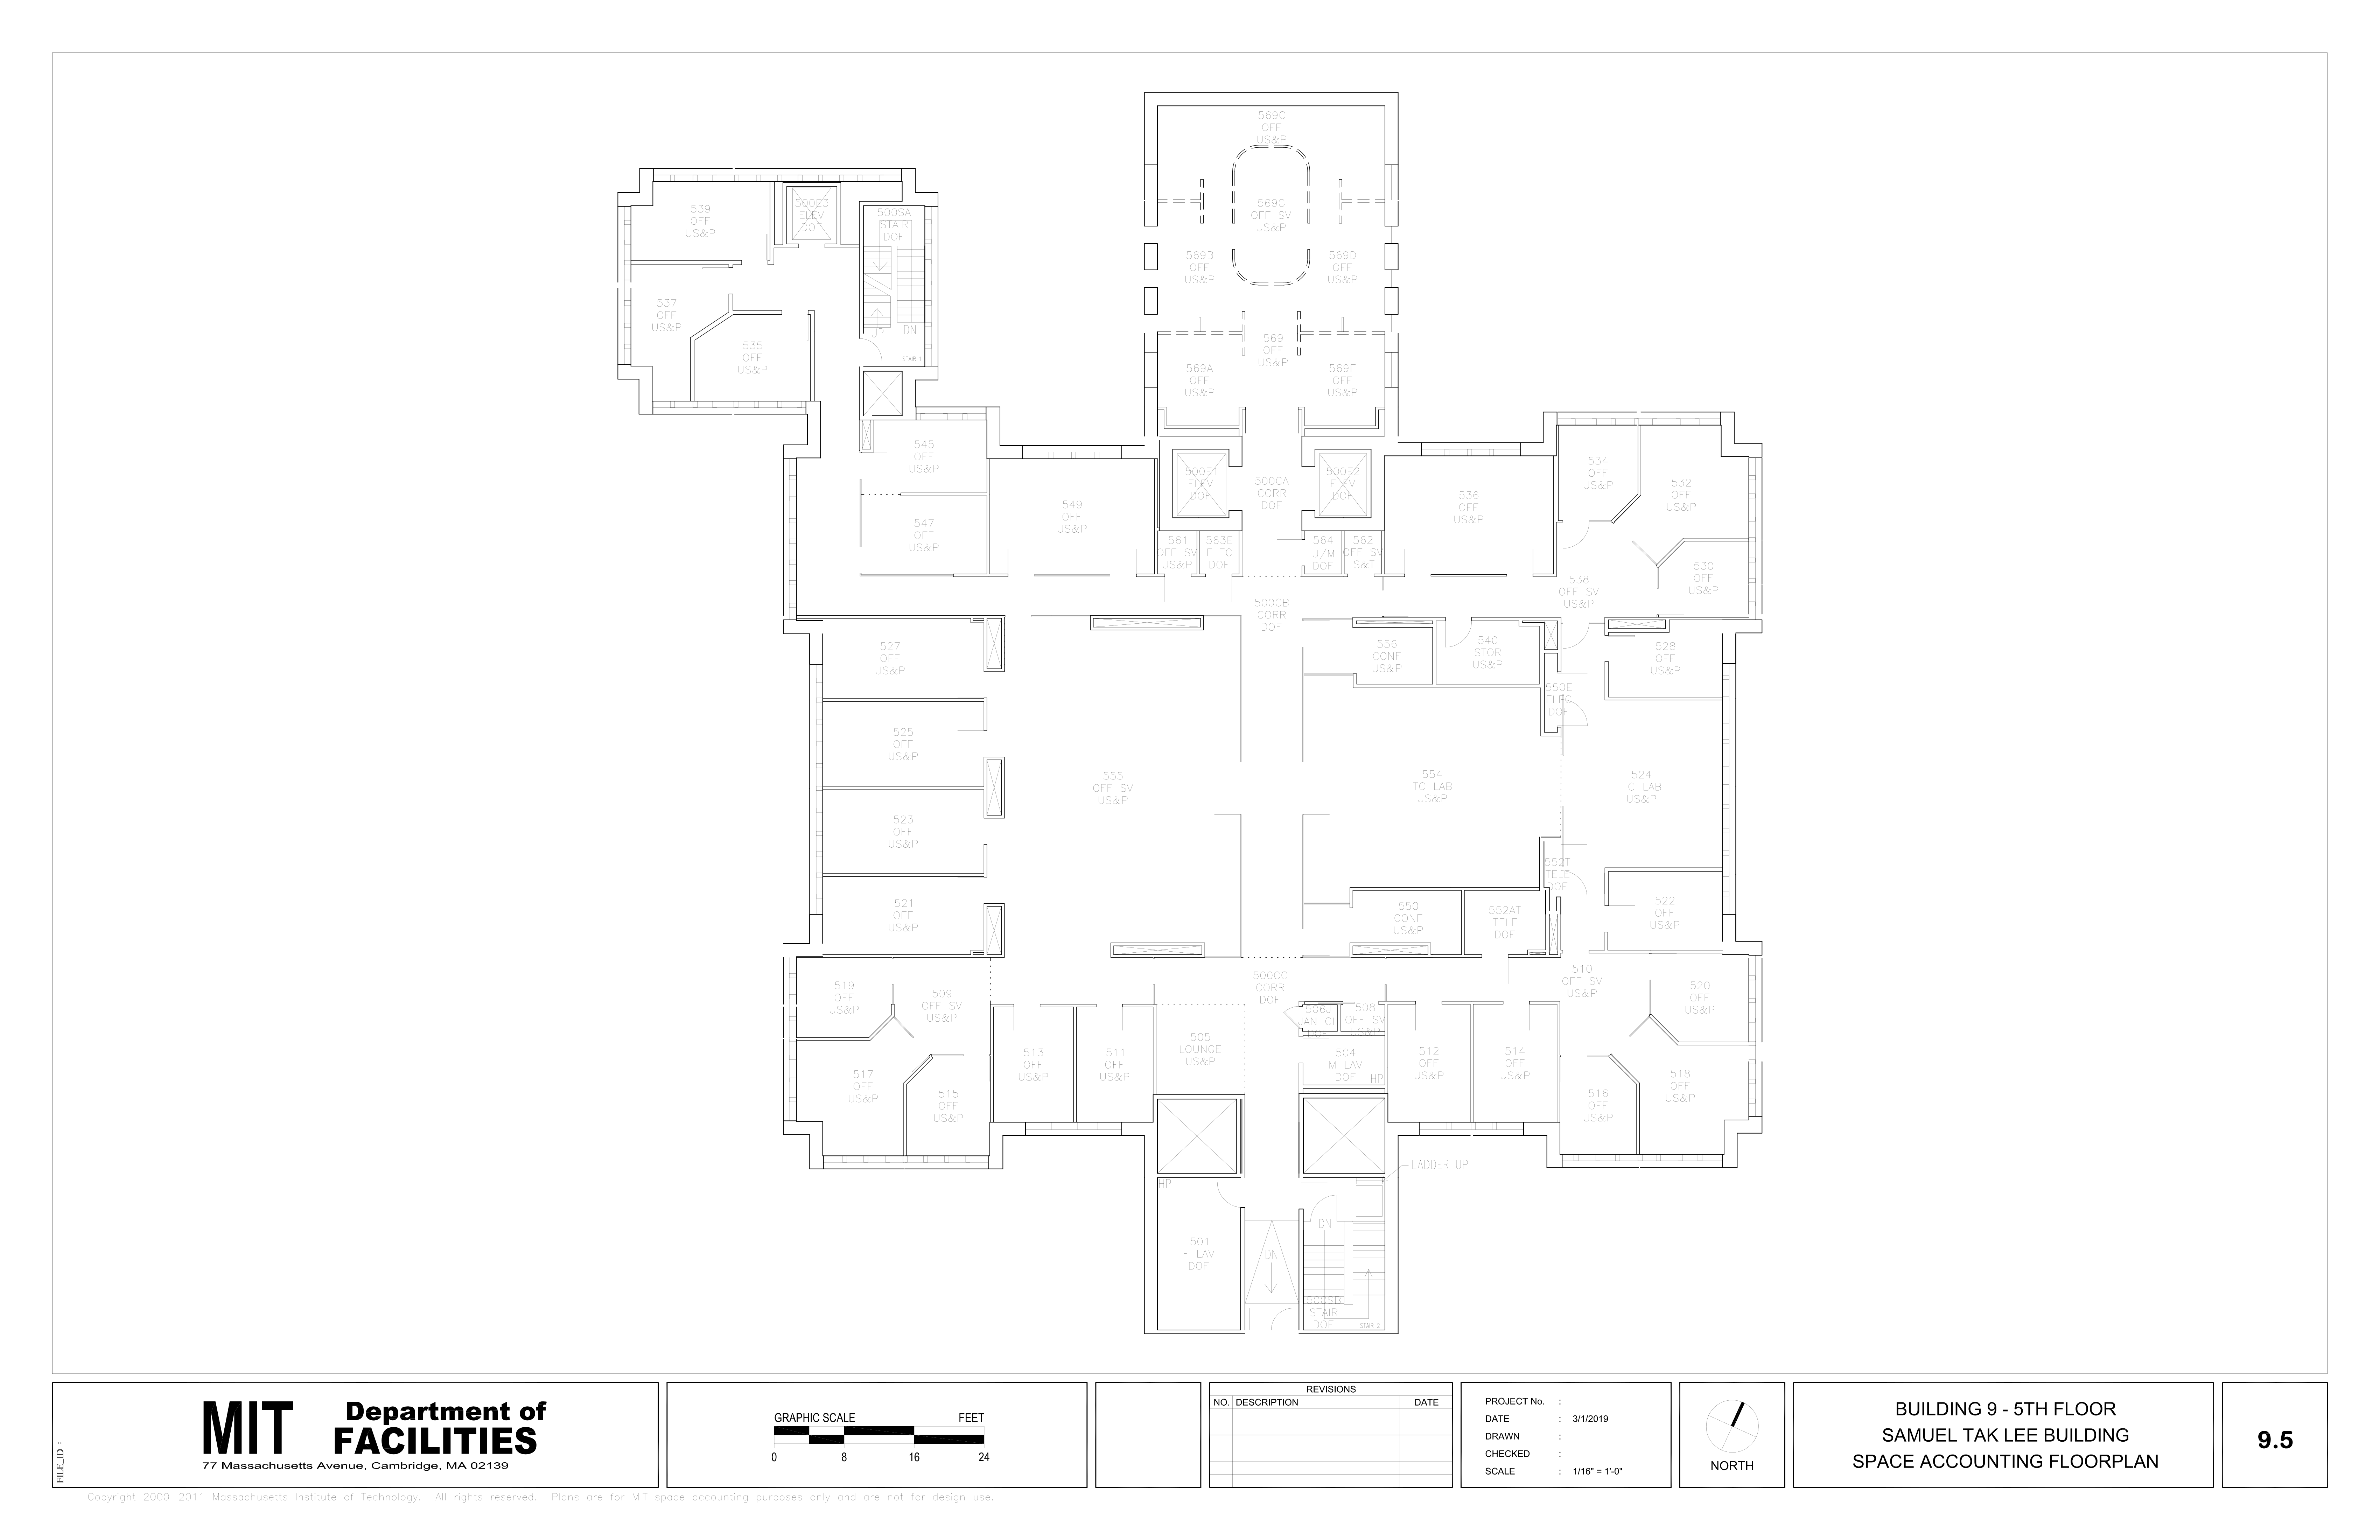 569C
OFF
US&P
539
OFF
US&P
500E3
ELEV
DOF
500SA
STAIR
DOF
569G
OFF SV
US&P
537
OFF
US&P
569B
OFF
US&P
569D
OFF
US&P
UP
DN
STAIR 1
535
OFF
US&P
569
OFF
US&P
569A
OFF
US&P
569F
OFF
US&P
545
OFF
US&P
547
OFF
US&P
549
OFF
US&P
500E1
ELEV
DOF
500CA
CORR
DOF
500E2
ELEV
DOF
536
OFF
US&P
534
OFF
US&P
532
OFF
US&P
561
OFF SV
US&P
563E
ELEC
DOF
564
U/M
DOF
562
OFF SV
IS&T
538
OFF SV
US&P
530
OFF
US&P
500CB
CORR
DOF
527
OFF
US&P
556
CONF
US&P
540
STOR
US&P
528
OFF
US&P
550E
ELEC
DOF
525
OFF
US&P
555
OFF SV
US&P
554
TC LAB
US&P
524
TC LAB
US&P
523
OFF
US&P
552T
TELE
DOF
521
OFF
US&P
550
CONF
US&P
552AT
TELE
DOF
522
OFF
US&P
519
OFF
US&P
509
OFF SV
US&P
500CC
CORR
DOF
510
OFF SV
US&P
520
OFF
US&P
506J
JAN CL
DOF
508
OFF SV
US&P
517
OFF
US&P
515
OFF
US&P
513
OFF
US&P
511
OFF
US&P
505
LOUNGE
US&P
504
M LAV
DOF
HP
512
OFF
US&P
514
OFF
US&P
516
OFF
US&P
518
OFF
US&P
LADDER UP
HP
501
F LAV
DOF
DN
DN
500SB
STAIR
DOF
STAIR 2
FILE_ID :
MIT Department of
FACILITIES
77 Massachusetts Avenue, Cambridge, MA 02139
GRAPHIC SCALE FEET
0 8 16 24
REVISIONS
NO. DESCRIPTION DATE
PROJECT No. :
DATE : 3/1/2019
DRAWN :
CHECKED :
SCALE : 1/16" = 1'-0"
NORTH
BUILDING 9 - 5TH FLOOR
SAMUEL TAK LEE BUILDING
SPACE ACCOUNTING FLOORPLAN
9.5
Copyright 2000-2011 Massachusetts Institute of Technology. All rights reserved. Plans are for MIT space accounting purposes only and are not for design use.